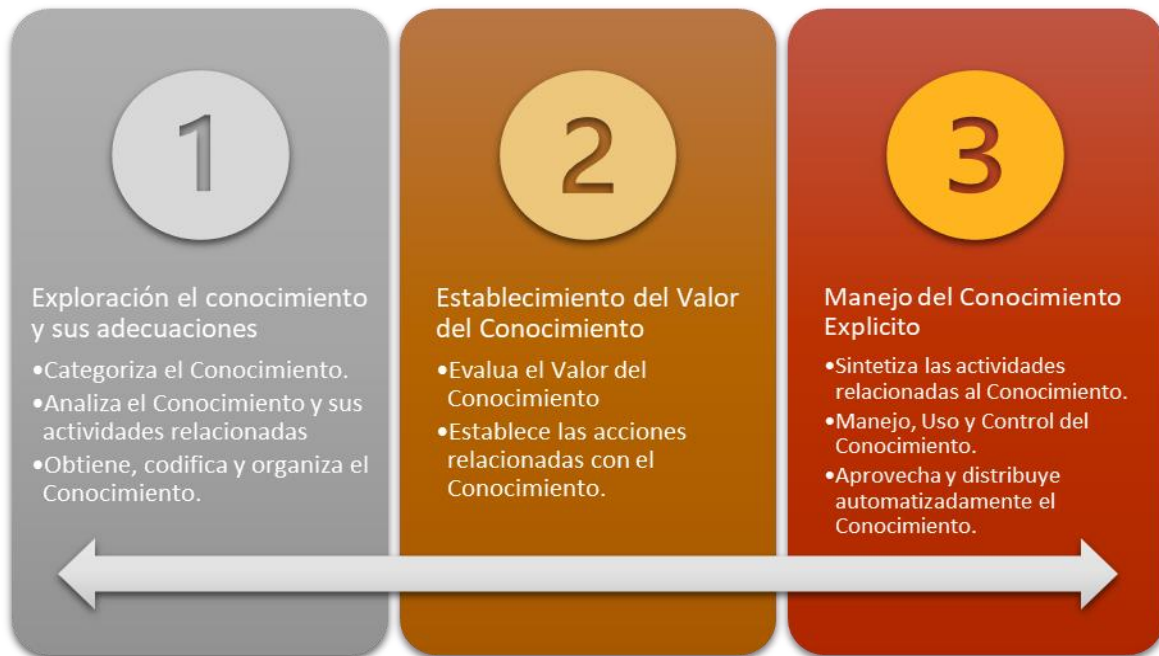 1
Exploración el conocimiento
y sus adecuaciones
•Categoriza el Conocimiento.
•Analiza el Conocimiento y sus
actividades relacionadas
•Obtiene, codifica y organiza el
Conocimiento.
2
Establecimiento del Valor
del Conocimiento
•Evalua el Valor del
Conocimiento
•Establece las acciones
relacionadas con el
Conocimiento.
3
Manejo del Conocimiento
Explicito
•Sintetiza las actividades
relacionadas al Conocimiento.
•Manejo, Uso y Control del
Conocimiento.
•Aprovecha y distribuye
automatizadamente el
Conocimiento.